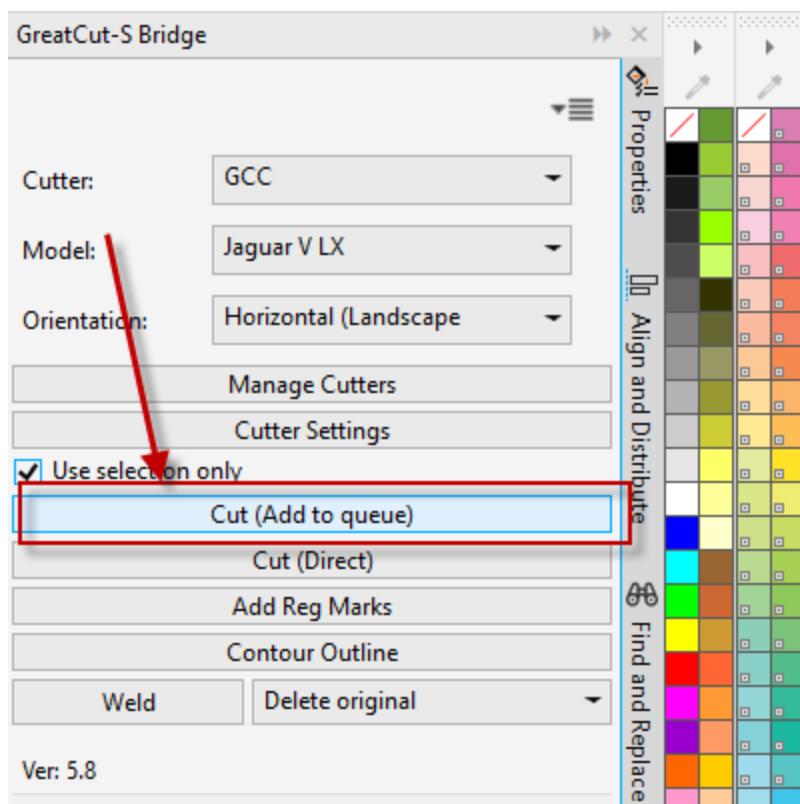 GreatCut-S Bridge
Cutter:
GCC
Model:
Jaguar V LX
Orientation:
Horizontal (Landscape
Manage Cutters
Cutter Settings
Use selection only
Cut (Add to queue)
Cut (Direct)
Add Reg Marks
Contour Outline
Weld
Delete original
Ver: 5.8
Properties
Align and Distribute
Find and Replace